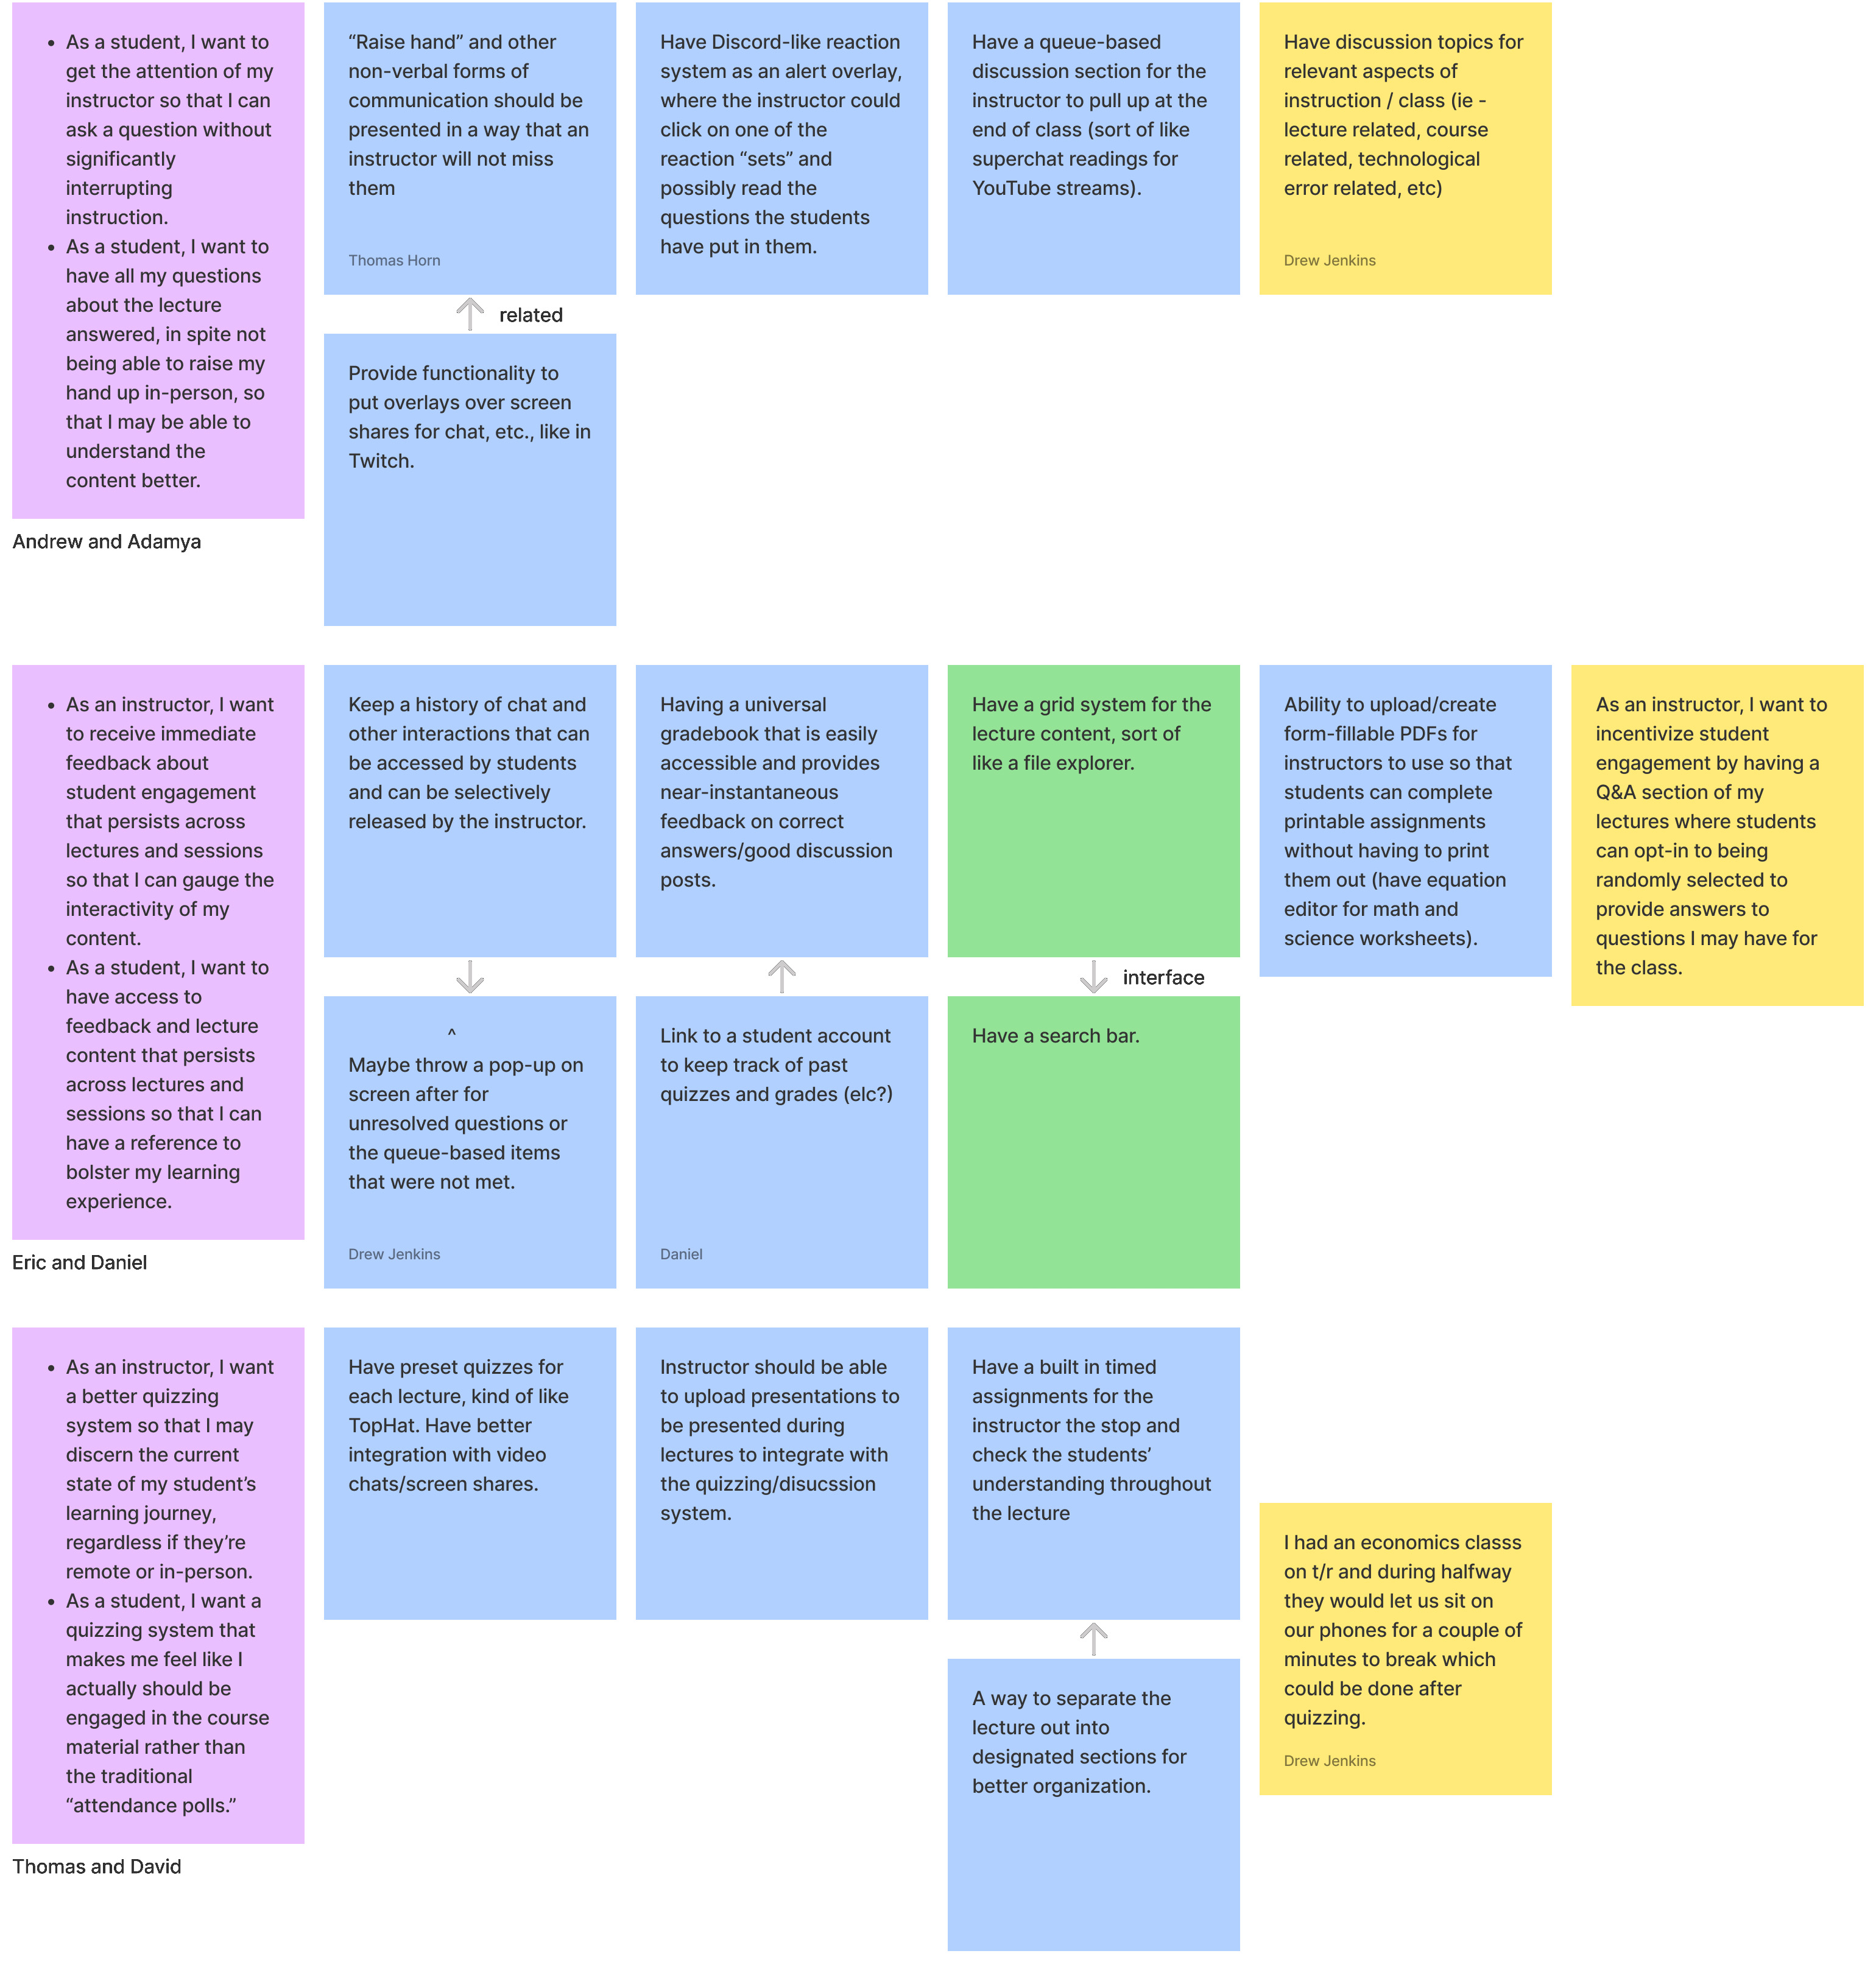 • As a student, I want to
get the attention of my
instructor so that I can
ask a question without
significantly
interrupting
instruction.
• As a student, I want to
have all my questions
about the lecture
answered, in spite not
being able to raise my
hand up in-person, so
that I may be able to
understand the
content better.
Andrew and Adamya
“Raise hand” and other
non-verbal forms of
communication should be
presented in a way that an
instructor will not miss
them
Thomas Horn
related
Provide functionality to
put overlays over screen
shares for chat, etc., like in
Twitch.
Have Discord-like reaction
system as an alert overlay,
where the instructor could
click on one of the
reaction “sets” and
possibly read the
questions the students
have put in them.
Have a queue-based
discussion section for the
instructor to pull up at the
end of class (sort of like
superchat readings for
YouTube streams).
Have discussion topics for
relevant aspects of
instruction / class (ie -
lecture related, course
related, technological
error related, etc)
Drew Jenkins
• As an instructor, I want
to receive immediate
feedback about
student engagement
that persists across
lectures and sessions
so that I can gauge the
interactivity of my
content.
• As a student, I want to
have access to
feedback and lecture
content that persists
across lectures and
sessions so that I can
have a reference to
bolster my learning
experience.
Eric and Daniel
Keep a history of chat and
other interactions that can
be accessed by students
and can be selectively
released by the instructor.
^
Maybe throw a pop-up on
screen after for
unresolved questions or
the queue-based items
that were not met.
Drew Jenkins
Having a universal
gradebook that is easily
accessible and provides
near-instantaneous
feedback on correct
answers/good discussion
posts.
Link to a student account
to keep track of past
quizzes and grades (elc?)
Daniel
Have a grid system for the
lecture content, sort of
like a file explorer.
interface
Have a search bar.
Ability to upload/create
form-fillable PDFs for
instructors to use so that
students can complete
printable assignments
without having to print
them out (have equation
editor for math and
science worksheets).
As an instructor, I want to
incentivize student
engagement by having a
Q&A section of my
lectures where students
can opt-in to being
randomly selected to
provide answers to
questions I may have for
the class.
• As an instructor, I want
a better quizzing
system so that I may
discern the current
state of my student’s
learning journey,
regardless if they’re
remote or in-person.
• As a student, I want a
quizzing system that
makes me feel like I
actually should be
engaged in the course
material rather than
the traditional
“attendance polls.”
Thomas and David
Have preset quizzes for
each lecture, kind of like
TopHat. Have better
integration with video
chats/screen shares.
Instructor should be able
to upload presentations to
be presented during
lectures to integrate with
the quizzing/disucssion
system.
Have a built in timed
assignments for the
instructor the stop and
check the students’
understanding throughout
the lecture
A way to separate the
lecture out into
designated sections for
better organization.
I had an economics classs
on t/r and during halfway
they would let us sit on
our phones for a couple of
minutes to break which
could be done after
quizzing.
Drew Jenkins